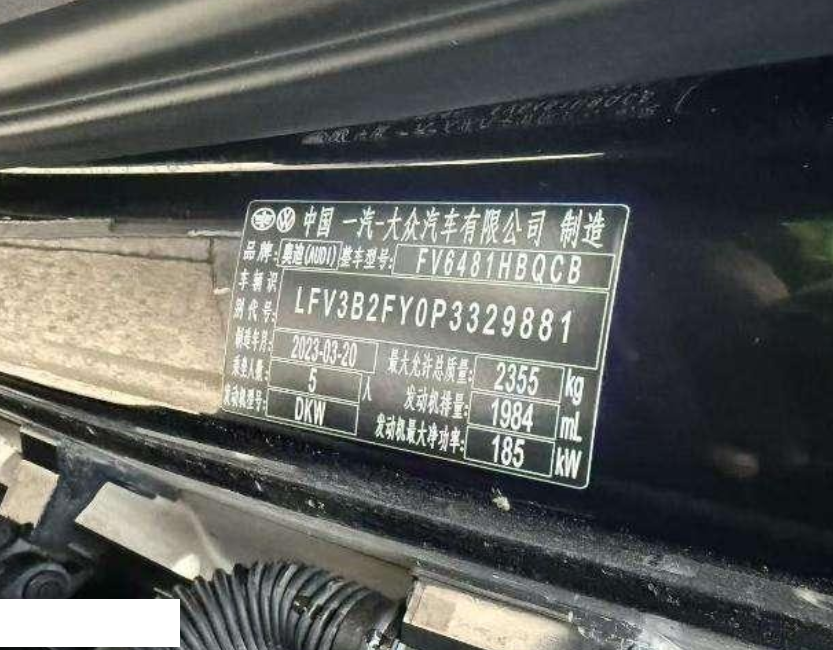 中国 一汽-大众汽车有限公司 制造
品牌: 奥迪(AUDI) 整车型号: FV6481HBQCB
车辆识别代号: LFV3B2FY0P3329881
制造年月: 2023-03-20 最大允许总质量: 2355 kg
乘坐人数: 5 人 发动机排量: 1984 mL
发动机型号: DKW 发动机最大净功率: 185 kW